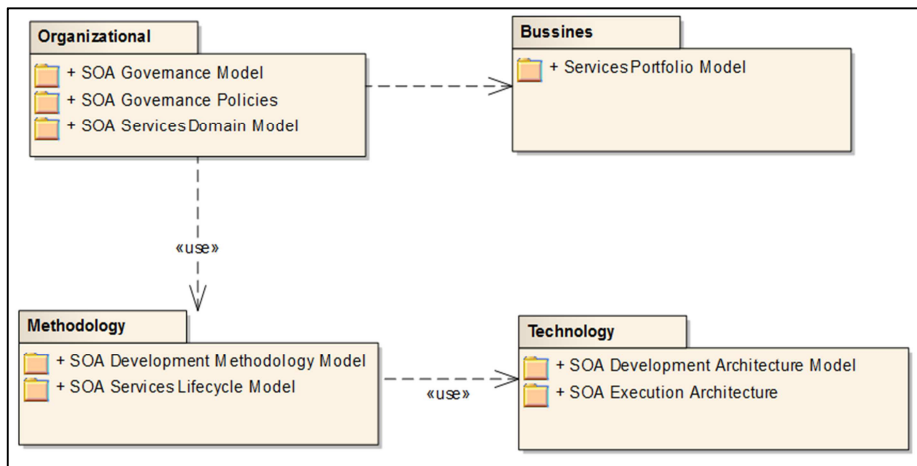 Organizational
+ SOA Governance Model
+ SOA Governance Policies
+ SOA Services Domain Model
Bussines
+ Services Portfolio Model
«use»
Methodology
+ SOA Development Methodology Model
+ SOA Services Lifecycle Model
«use»
Technology
+ SOA Development Architecture Model
+ SOA Execution Architecture